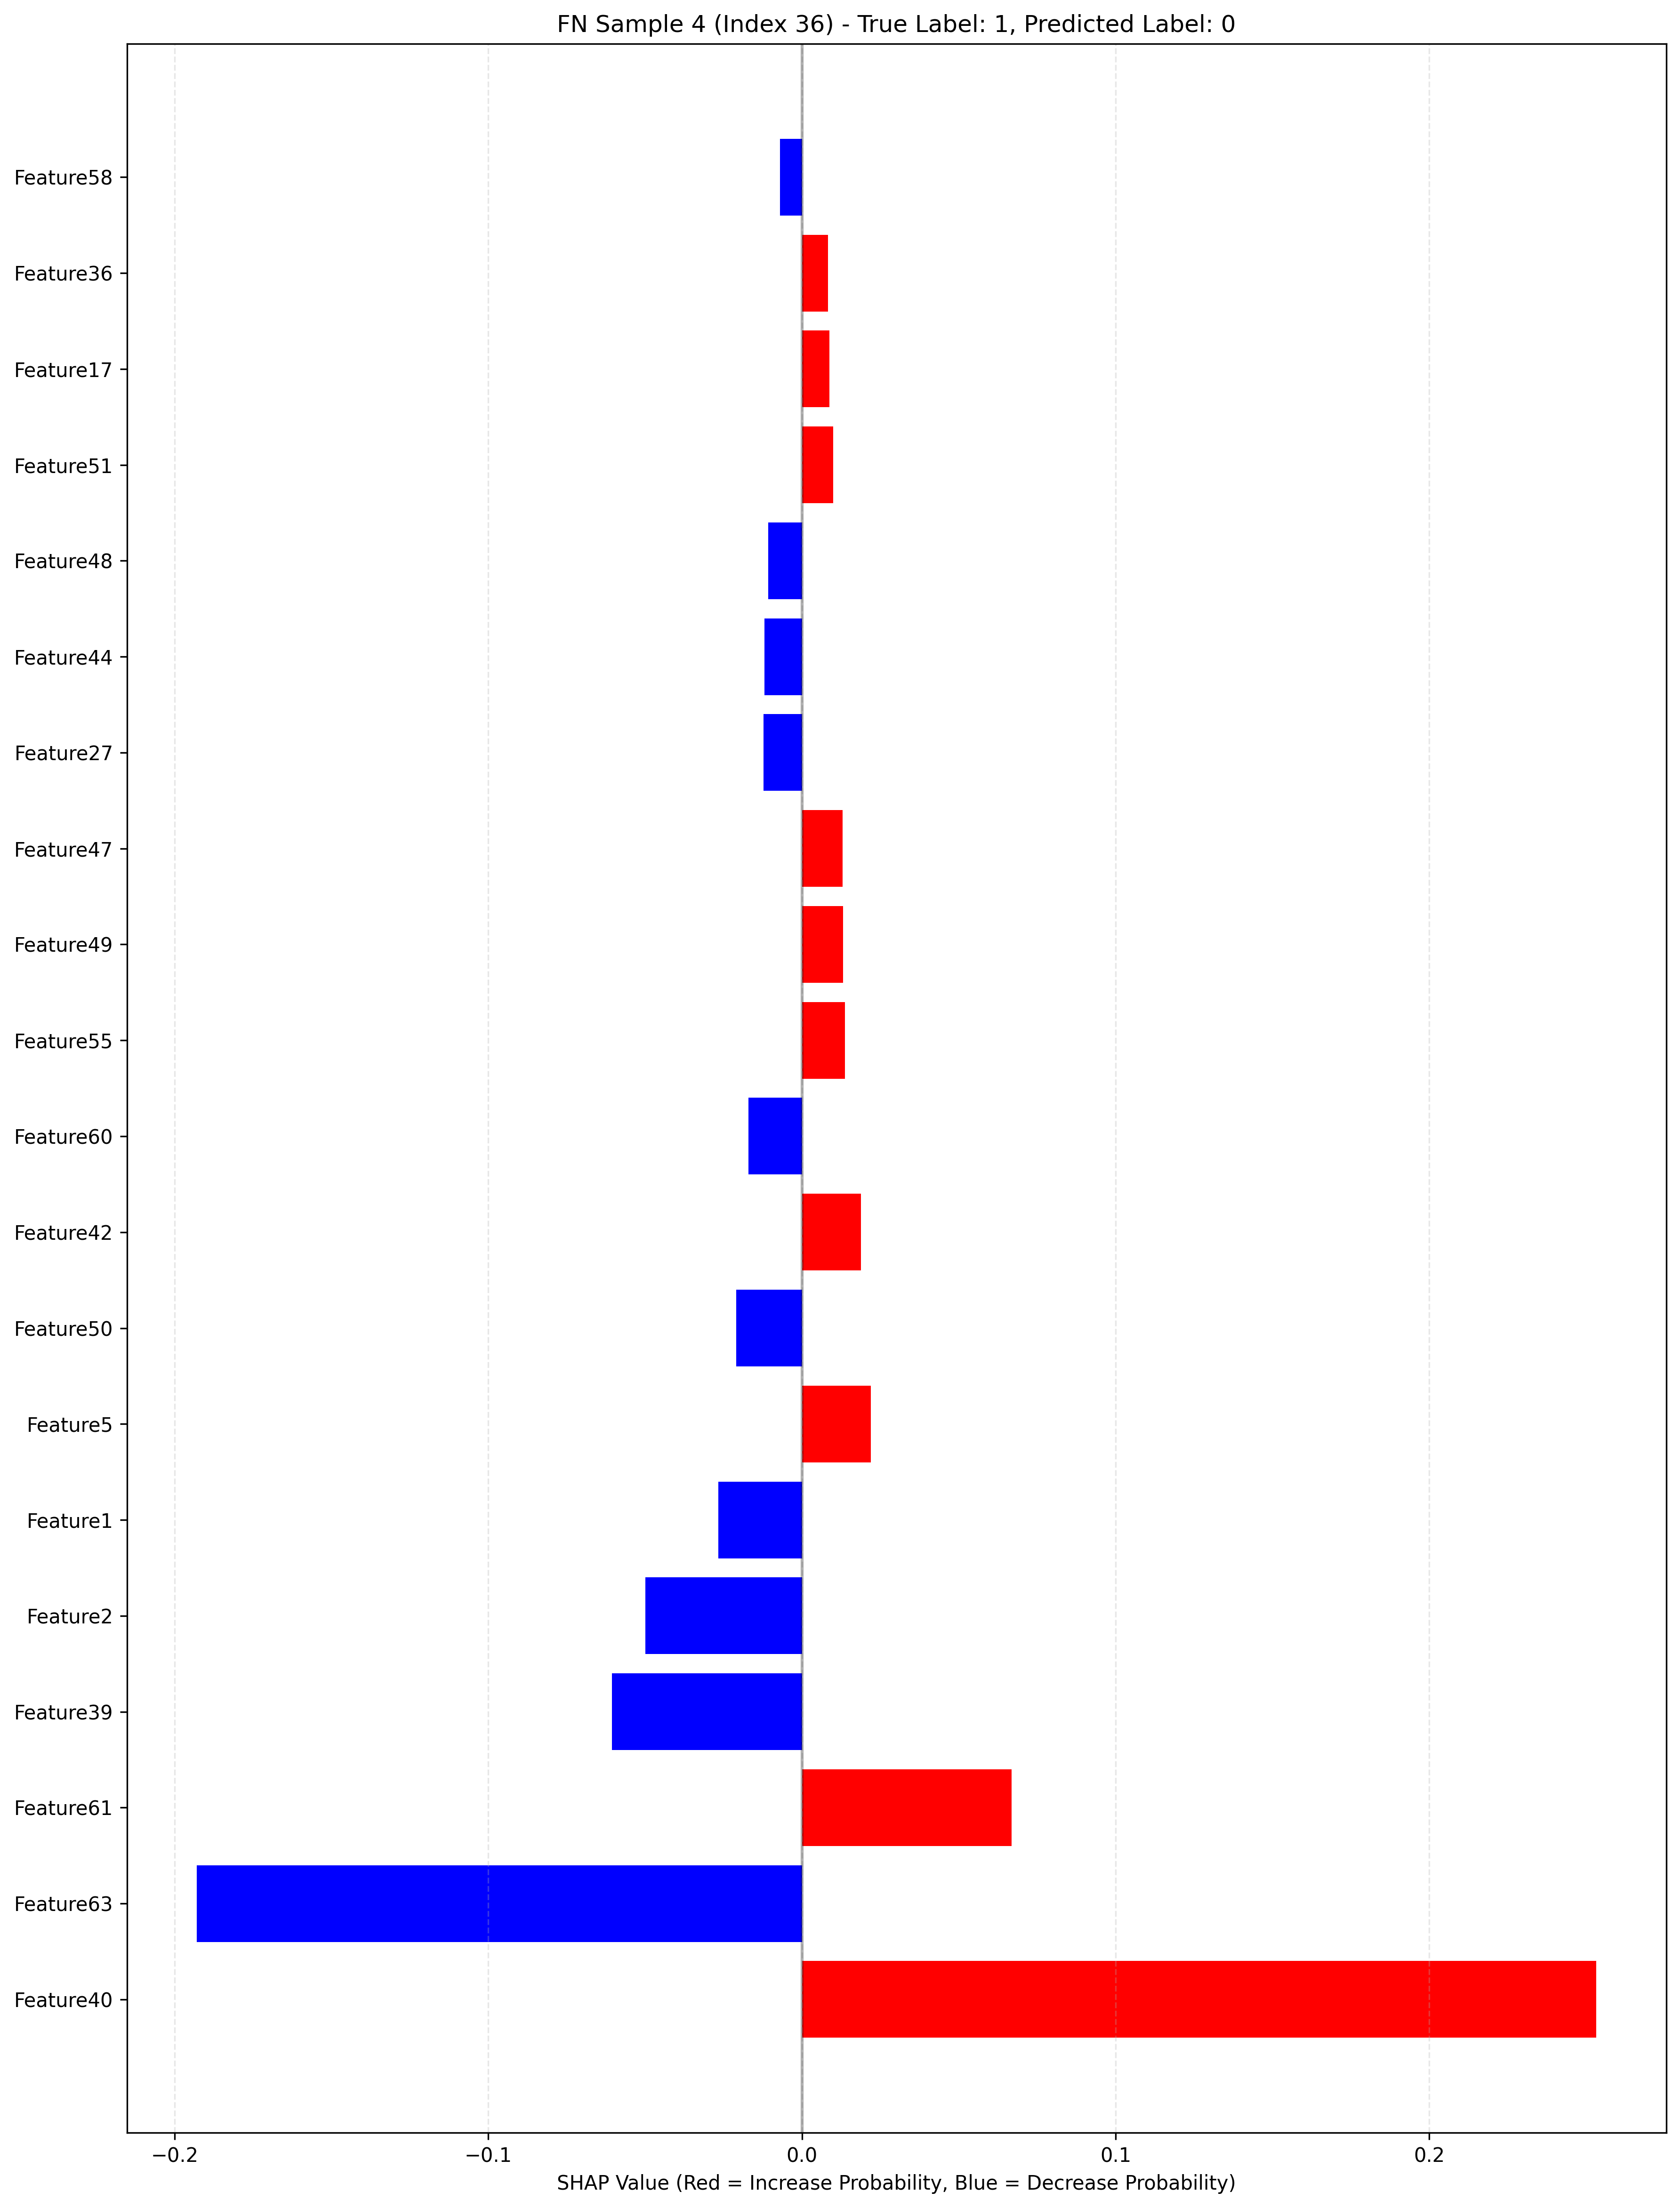 FN Sample 4 (Index 36) - True Label: 1, Predicted Label: 0
Feature58
Feature36
Feature17
Feature51
Feature48
Feature44
Feature27
Feature47
Feature49
Feature55
Feature60
Feature42
Feature50
Feature5
Feature1
Feature2
Feature39
Feature61
Feature63
Feature40
−0.2 −0.1 0.0 0.1 0.2
SHAP Value (Red = Increase Probability, Blue = Decrease Probability)